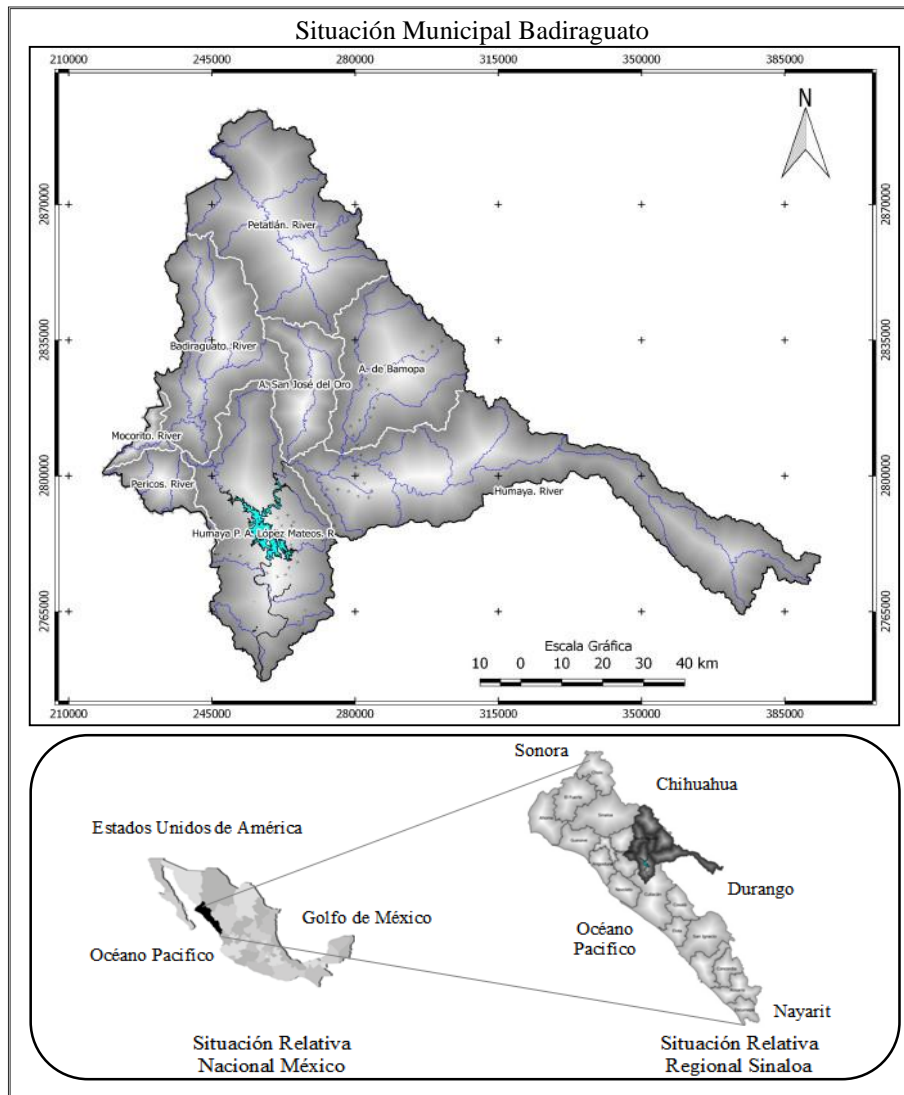 Situación Municipal Badiraguato
210000 245000 280000 315000 350000 385000
N
2870000 2870000
Petatlán. River
2835000 2835000
Badiraguato. River
A. de Bamopa
A. San José del Oro
Mocorito. River
2800000 2800000
Pericos. River
Humaya. River
Humaya P. A. López Mateos. R
2765000 2765000
Escala Gráfica
10 0 10 20 30 40 km
210000 245000 280000 315000 350000 385000
Sonora
Chihuahua
Estados Unidos de América
Durango
Golfo de México
Océano
Pacifico
Océano Pacifico
Nayarit
Situación Relativa
Nacional México
Situación Relativa
Regional Sinaloa